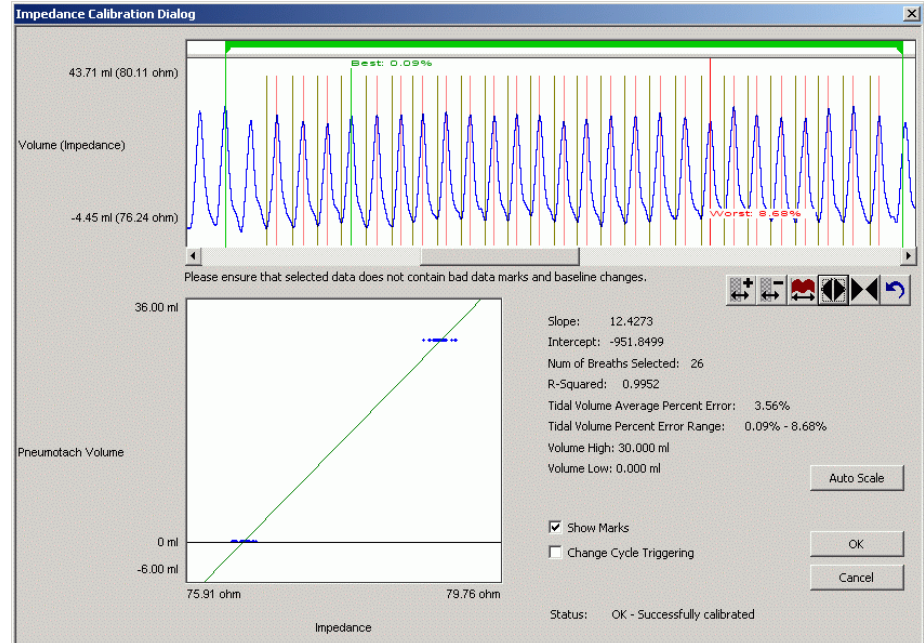 Impedance Calibration Dialog
Best: 0.09%
43.71 ml (80.11 ohm)
Volume (Impedance)
-4.45 ml (76.24 ohm)
Worst: 8.68%
Please ensure that selected data does not contain bad data marks and baseline changes.
36.00 ml
Pneumotach Volume
0 ml
-6.00 ml
75.91 ohm
79.76 ohm
Impedance
Slope: 12.4273
Intercept: -951.8499
Num of Breaths Selected: 26
R-Squared: 0.9952
Tidal Volume Average Percent Error: 3.56%
Tidal Volume Percent Error Range: 0.09% - 8.68%
Volume High: 30.000 ml
Volume Low: 0.000 ml
Auto Scale
Show Marks
Change Cycle Triggering
OK
Cancel
Status: OK - Successfully calibrated